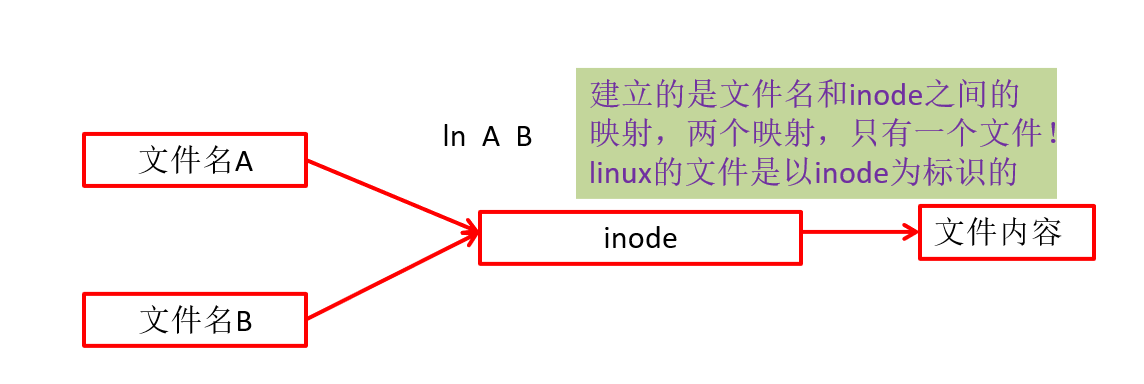 建立的是文件名和inode之间的
映射，两个映射，只有一个文件！
linux的文件是以inode为标识的
ln A B
文件名A
inode
文件内容
文件名B